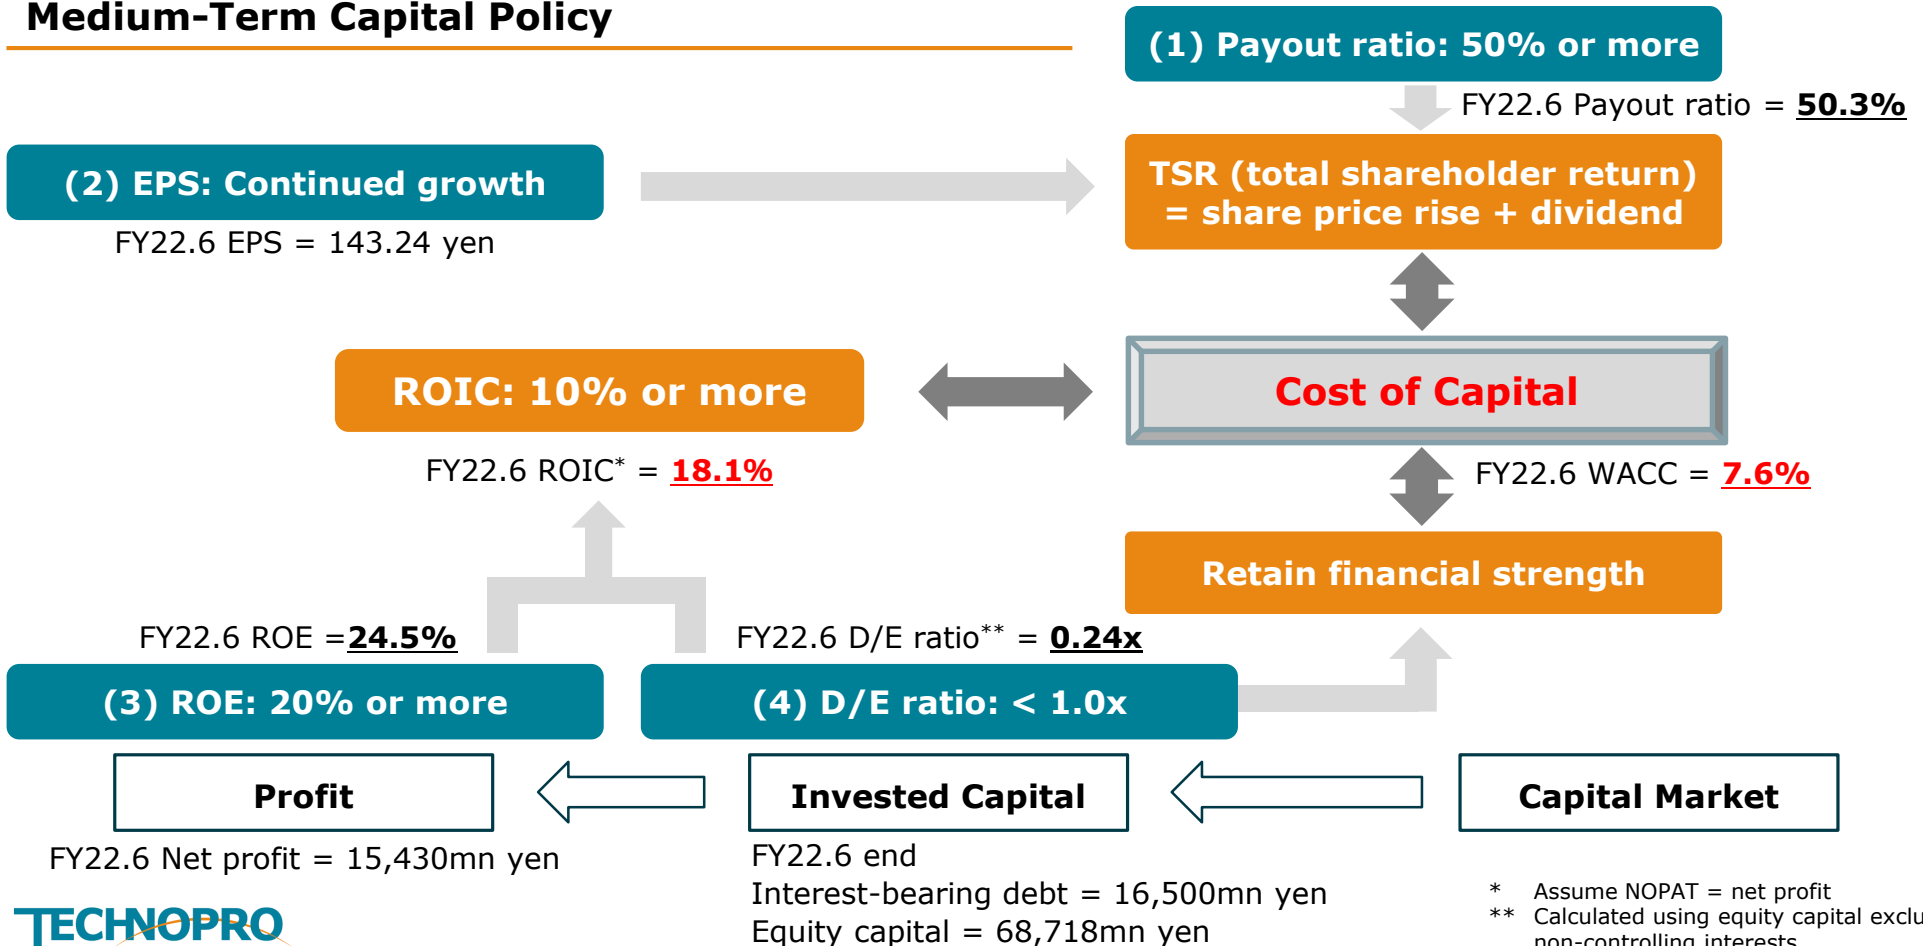 Medium-Term Capital Policy
(1) Payout ratio: 50% or more
FY22.6 Payout ratio = 50.3%
(2) EPS: Continued growth
FY22.6 EPS = 143.24 yen
TSR (total shareholder return)
= share price rise + dividend
ROIC: 10% or more
FY22.6 ROIC* = 18.1%
Cost of Capital
FY22.6 WACC = 7.6%
Retain financial strength
FY22.6 ROE =24.5%
FY22.6 D/E ratio** = 0.24x
(3) ROE: 20% or more
(4) D/E ratio: < 1.0x
Profit
Invested Capital
Capital Market
FY22.6 Net profit = 15,430mn yen
FY22.6 end
Interest-bearing debt = 16,500mn yen
Equity capital = 68,718mn yen
* Assume NOPAT = net profit
** Calculated using equity capital exclu
non-controlling interests
TECHNOPRO